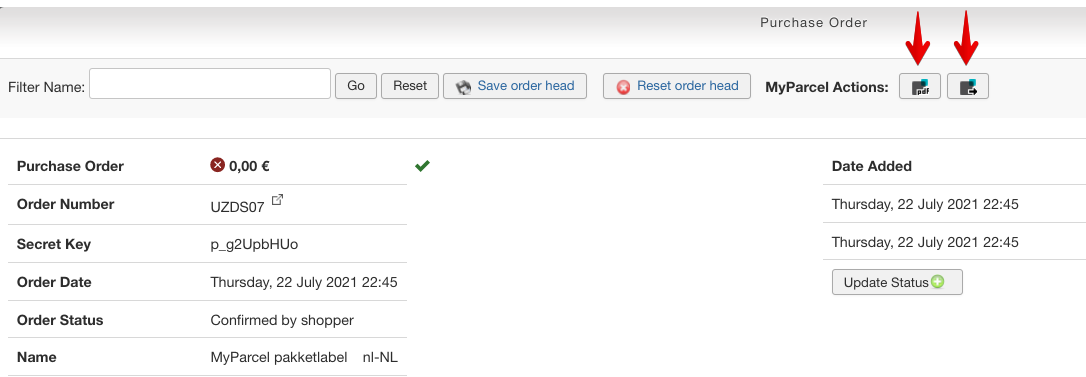 Purchase Order
Filter Name: Go Reset Save order head Reset order head MyParcel Actions: pdf
Purchase Order 0,00 € Date Added
Order Number UZDS07 Thursday, 22 July 2021 22:45
Secret Key p_g2UpbHUo Thursday, 22 July 2021 22:45
Order Date Thursday, 22 July 2021 22:45 Update Status
Order Status Confirmed by shopper
Name MyParcel pakketlabel nl-NL